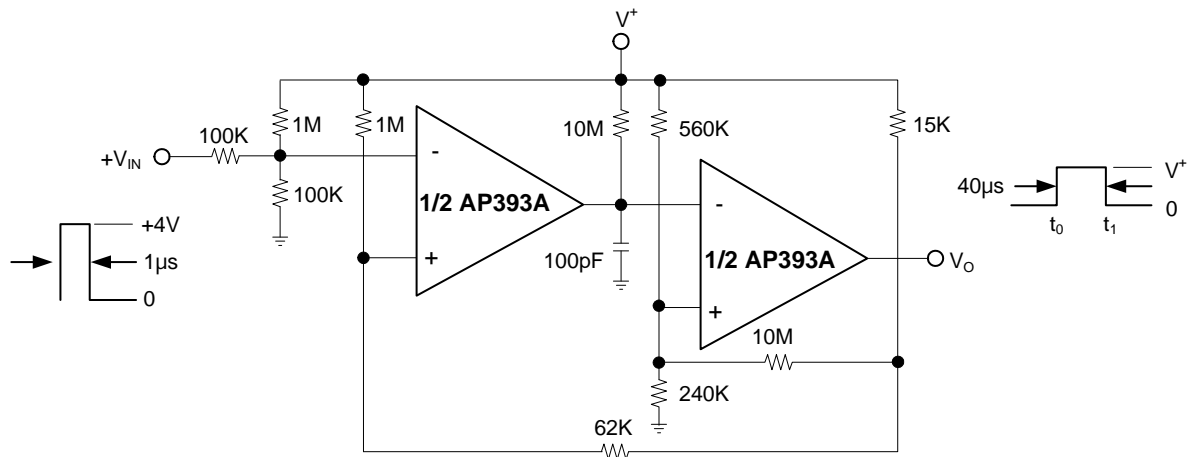 V+
1M
1M
10M
560K
15K
100K
+VIN
-
-
V+
100K
1/2 AP393A
40µs
0
+4V
t0
t1
1µs
100pF
1/2 AP393A
VO
+
0
+
10M
240K
62K